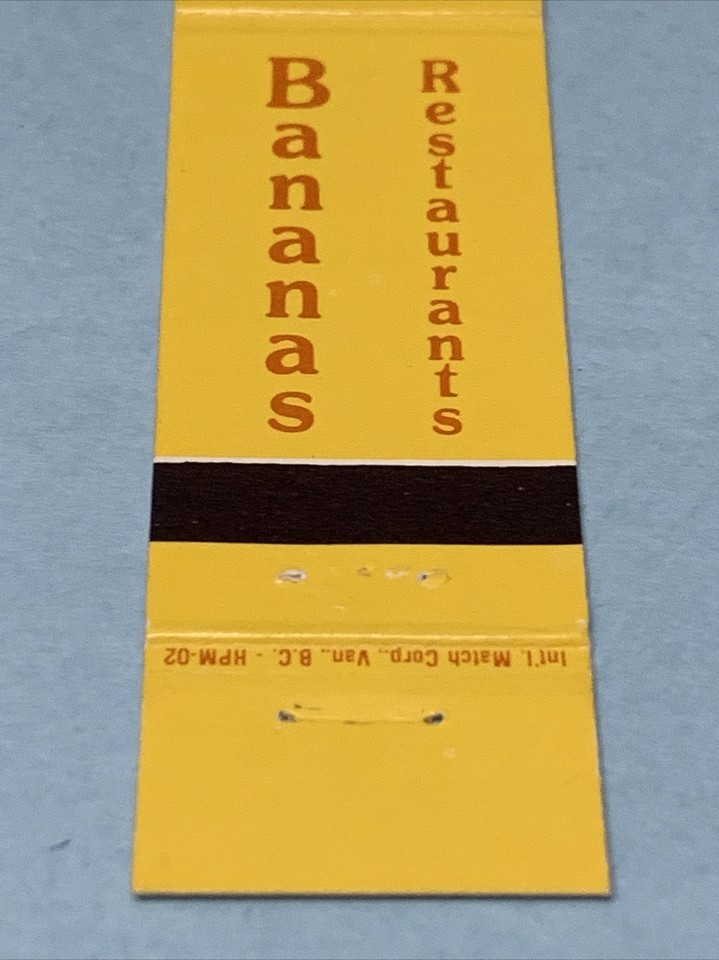 Bananas
Restaurants
Int'l. Match Corp., Van., B.C. - HPM-02